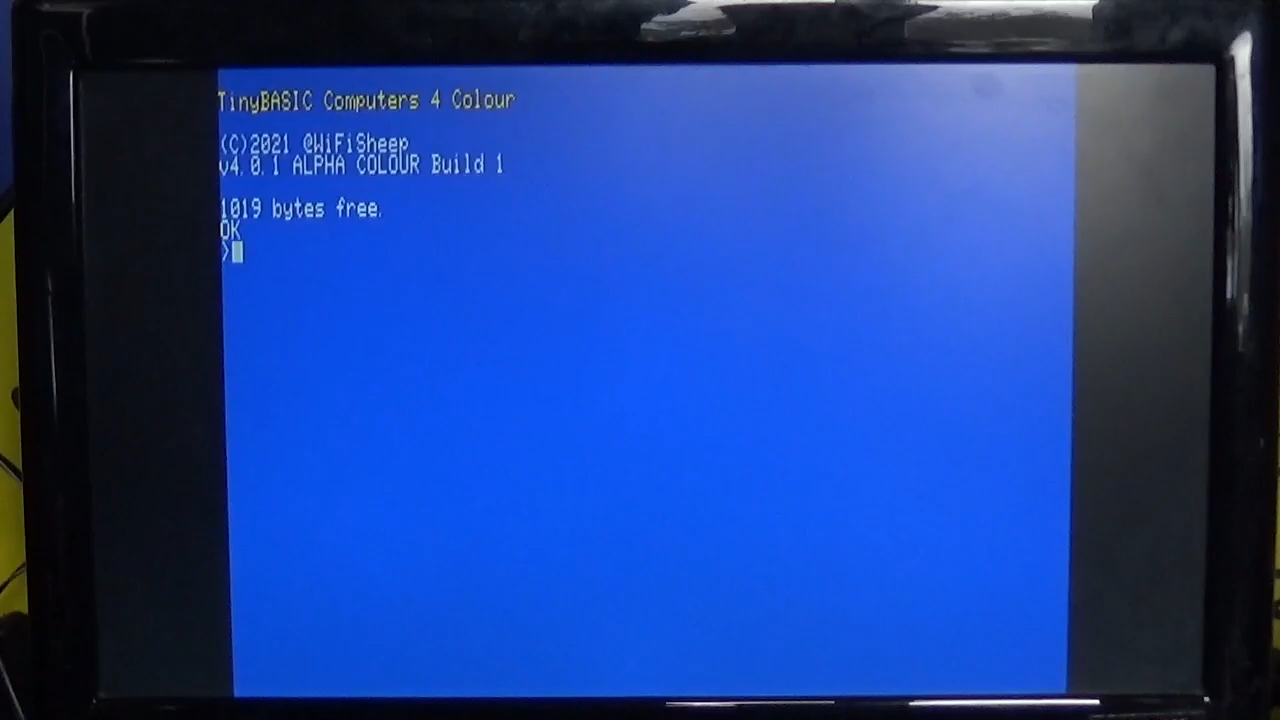 TinyBASIC Computers 4 Colour
(C)2021 @WiFiSheep
v4.0.1 ALPHA COLOUR Build 1
1019 bytes free.
OK
>